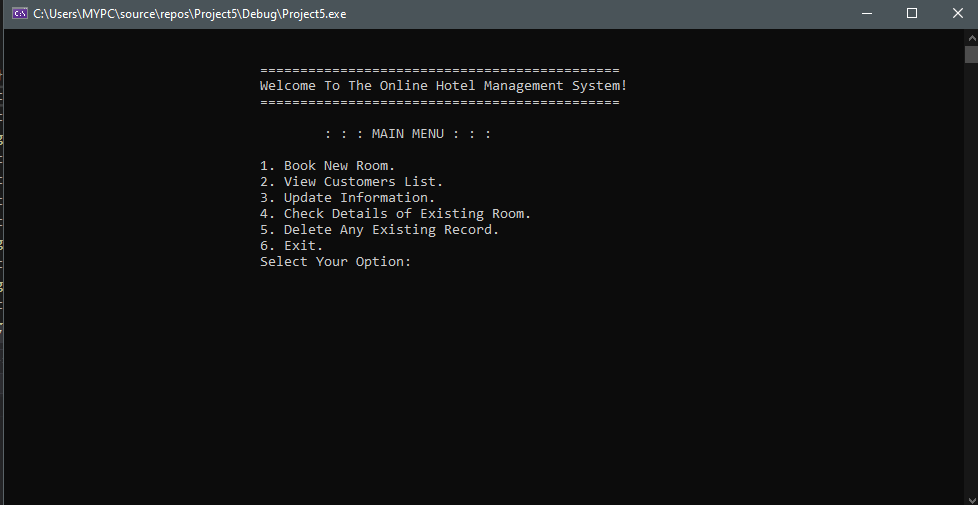 C:\Users\MYPC\source\repos\Project5\Debug\Project5.exe
=============================================
Welcome To The Online Hotel Management System!
=============================================
: : : MAIN MENU : : :
1. Book New Room.
2. View Customers List.
3. Update Information.
4. Check Details of Existing Room.
5. Delete Any Existing Record.
6. Exit.
Select Your Option: